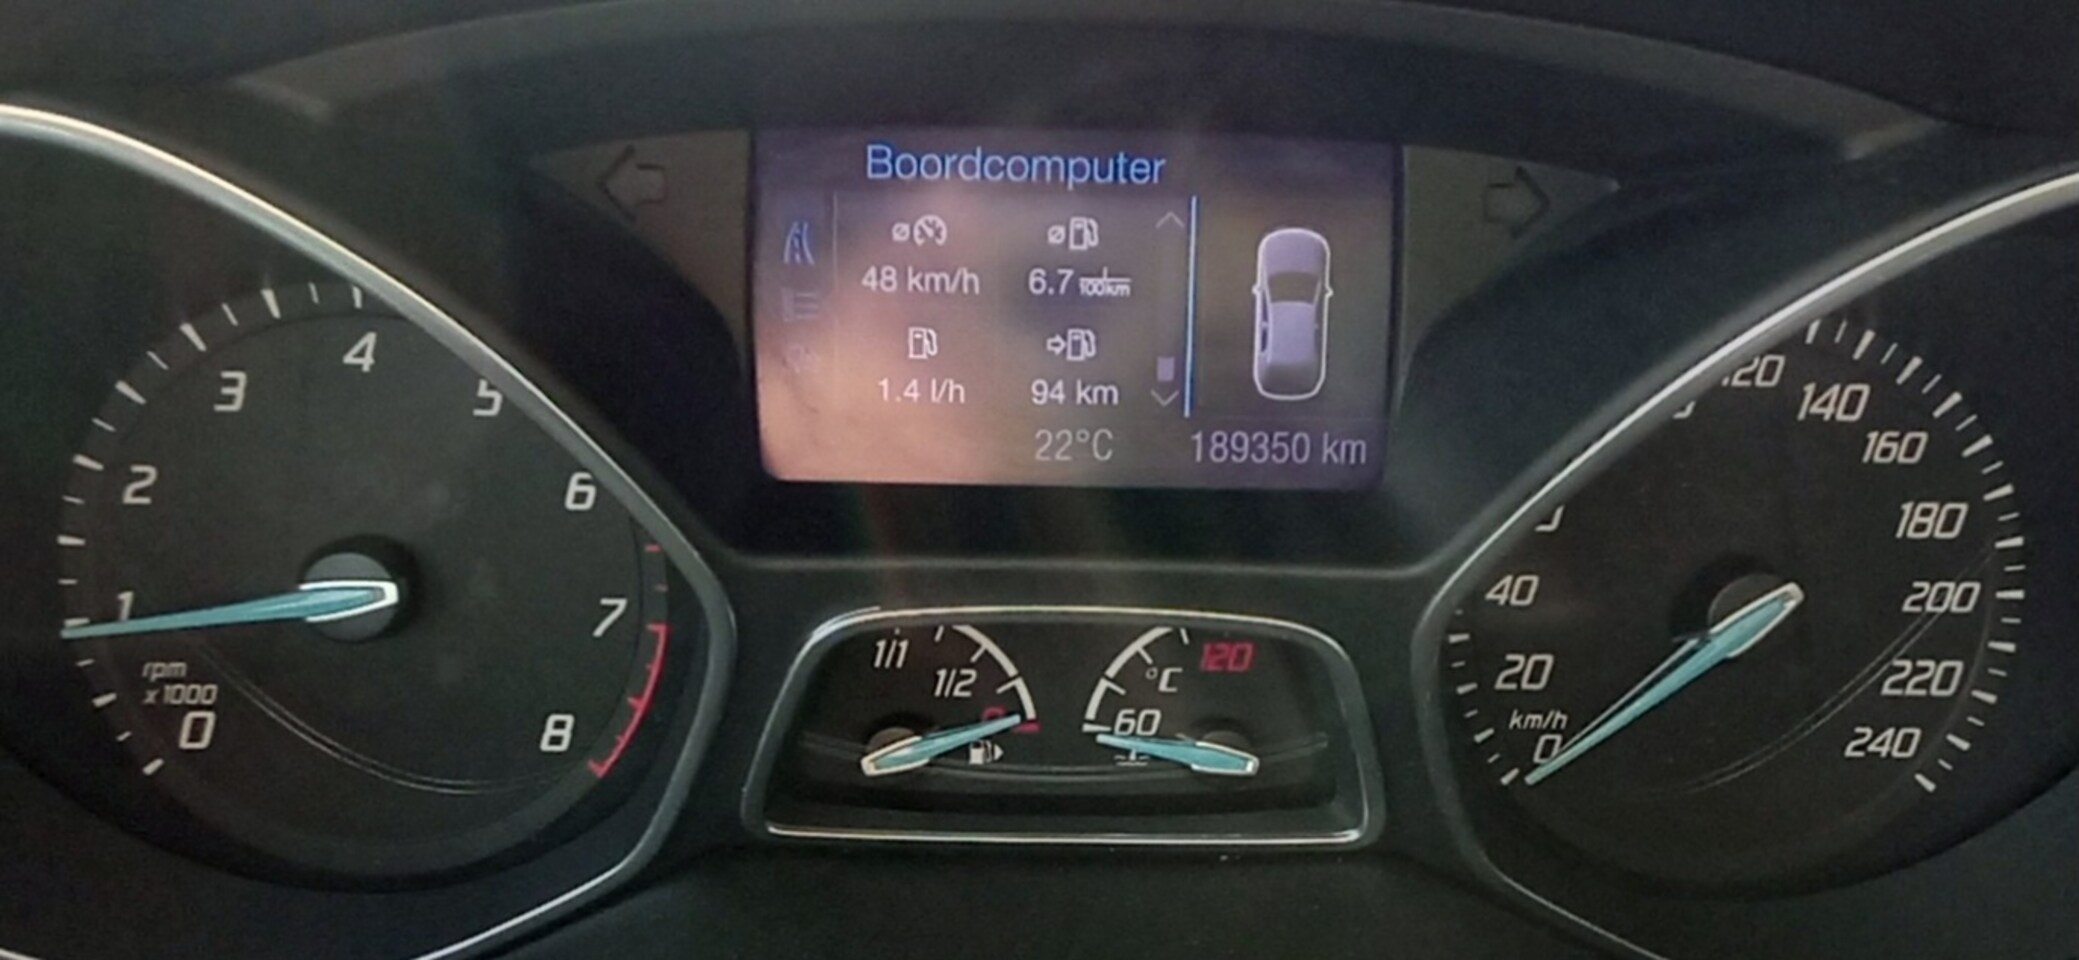 Boordcomputer
48 km/h
6.7 l/100km
1.4 l/h
94 km
22°C
189350 km
0
1
2
3
4
5
6
7
8
rpm
x 1000
1/1
1/2
0
60
°C
120
0
20
40
140
160
180
200
220
240
km/h